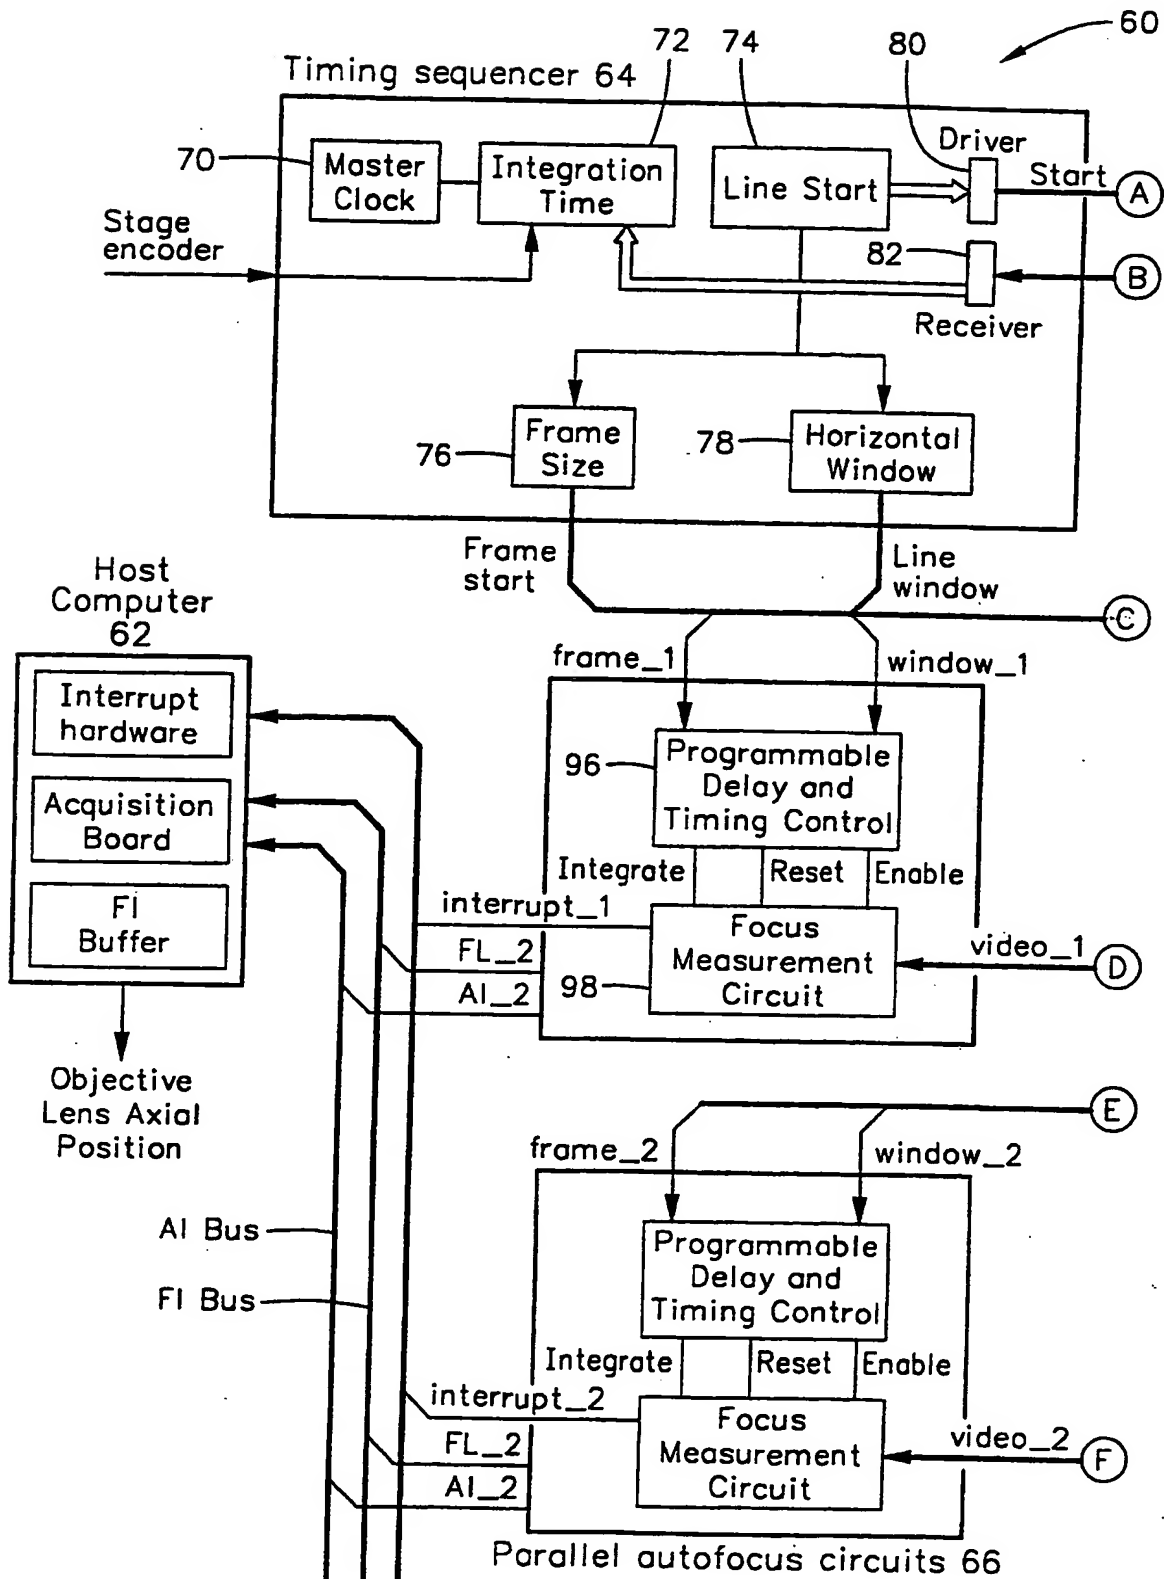 60
72
74
80
Timing sequencer 64
70
Master
Clock
Integration
Time
Line Start
Driver
Start
A
Stage
encoder
82
B
Receiver
76
Frame
Size
78
Horizontal
Window
Frame
start
Line
window
C
Host
Computer
62
Interrupt
hardware
Acquisition
Board
FI
Buffer
Objective
Lens Axial
Position
frame_1
window_1
96
Programmable
Delay and
Timing Control
Integrate
Reset
Enable
interrupt_1
FL_2
AI_2
98
Focus
Measurement
Circuit
video_1
D
E
frame_2
window_2
AI Bus
FI Bus
Programmable
Delay and
Timing Control
Integrate
Reset
Enable
interrupt_2
FL_2
AI_2
Focus
Measurement
Circuit
video_2
F
Parallel autofocus circuits 66